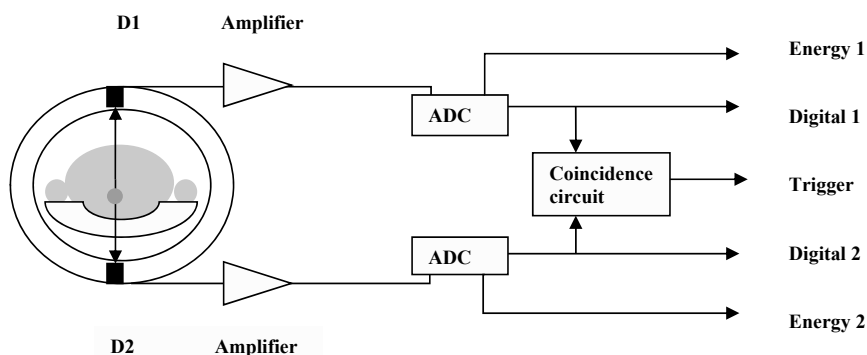 D1
Amplifier
Energy 1
ADC
Digital 1
Coincidence
circuit
Trigger
ADC
Digital 2
Energy 2
D2
Amplifier